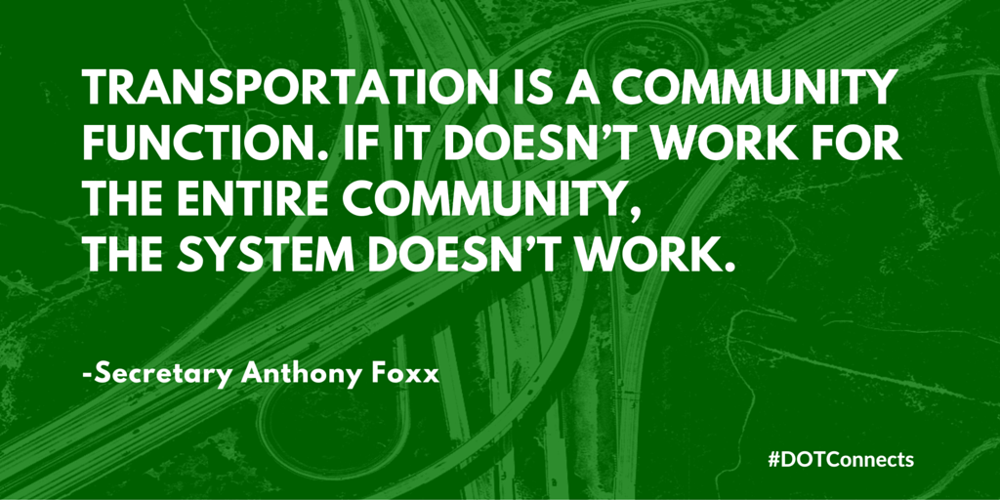 TRANSPORTATION IS A COMMUNITY
FUNCTION. IF IT DOESN’T WORK FOR
THE ENTIRE COMMUNITY,
THE SYSTEM DOESN’T WORK.
-Secretary Anthony Foxx
#DOTConnects